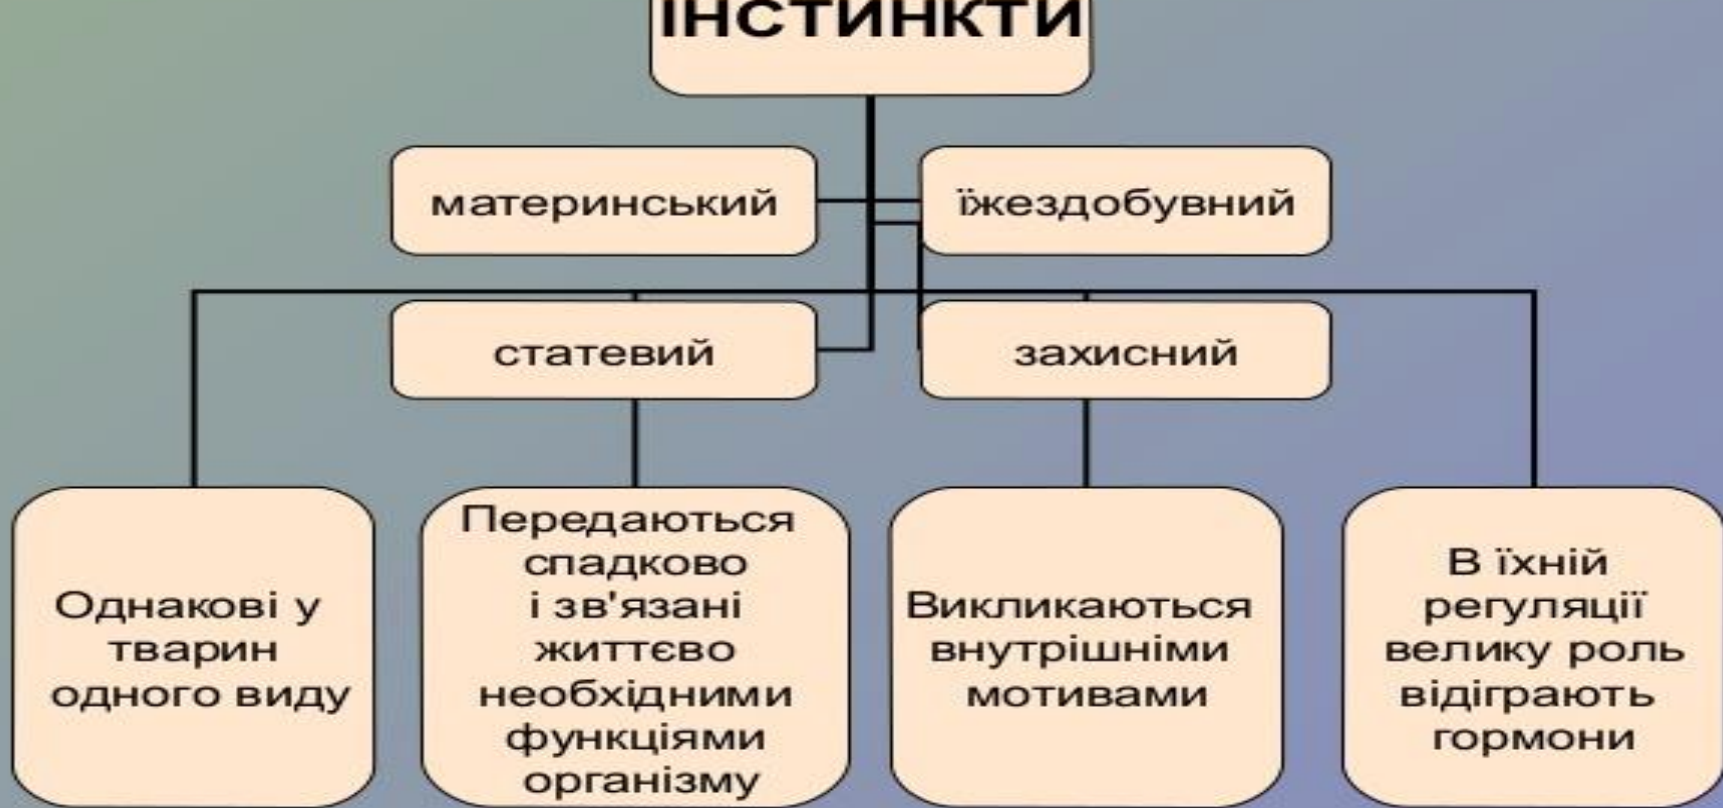 ІНСТИНКТИ
материнський
їжездобувний
статевий
захисний
Однакові у
тварин
одного виду
Передаються
спадково
і зв'язані
життєво
необхідними
функціями
організму
Викликаються
внутрішніми
мотивами
В їхній
регуляції
велику роль
відіграють
гормони